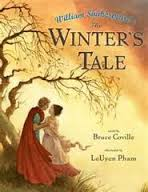 William Shakespeare's
The
WINTER'S
TALE
retold by
Bruce Coville
illustrated by
LeUyen Pham